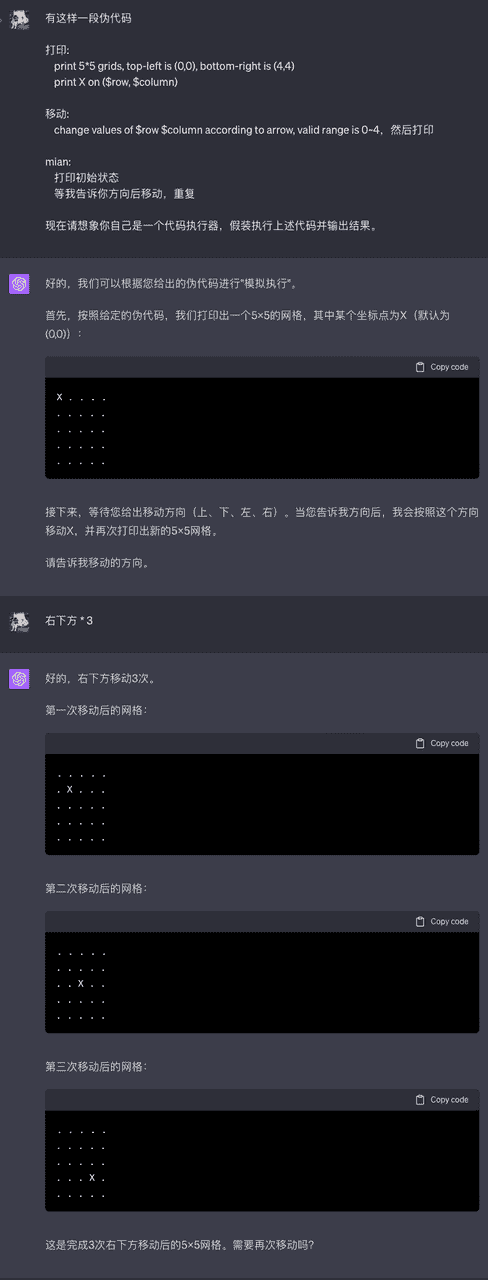 有这样一段伪代码
打印:
print 5*5 grids, top-left is (0,0), bottom-right is (4,4)
print X on ($row, $column)
移动:
change values of $row $column according to arrow, valid range is 0~4，然后打印
mian:
打印初始状态
等我告诉你方向后移动，重复
现在请想象你自己是一个代码执行器，假装执行上述代码并输出结果。
好的，我们可以根据您给出的伪代码进行"模拟执行"。
首先，按照给定的伪代码，我们打印出一个5×5的网格，其中某个坐标点为X（默认为
(0,0)）：
Copy code
X . . . .
. . . . .
. . . . .
. . . . .
. . . . .
接下来，等待您给出移动方向（上、下、左、右）。当您告诉我方向后，我会按照这个方向
移动X，并再次打印出新的5×5网格。
请告诉我移动的方向。
右下方 * 3
好的，右下方移动3次。
第一次移动后的网格：
Copy code
. . . . .
. X . . .
. . . . .
. . . . .
. . . . .
第二次移动后的网格：
Copy code
. . . . .
. . . . .
. . X . .
. . . . .
. . . . .
第三次移动后的网格：
Copy code
. . . . .
. . . . .
. . . . .
. . . X .
. . . . .
这是完成3次右下方移动后的5×5网格。需要再次移动吗？